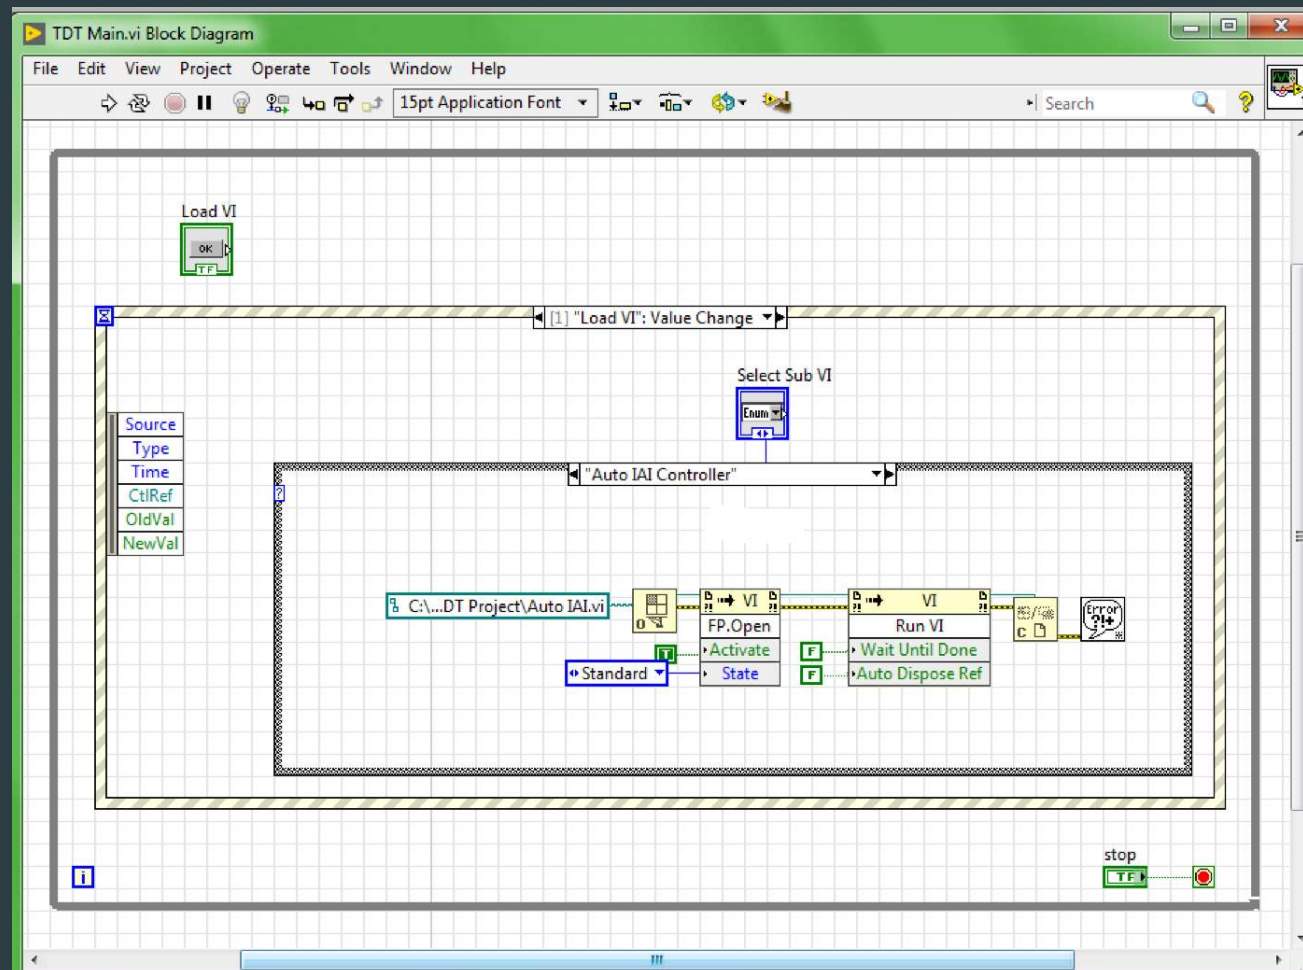 TDT Main.vi Block Diagram
File Edit View Project Operate Tools Window Help
15pt Application Font
Search
Load VI
OK
TF
[1] "Load VI": Value Change
Select Sub VI
Enum
Source
Type
Time
CtlRef
OldVal
NewVal
"Auto IAI Controller"
?
C:\...DT Project\Auto IAI.vi
VI
FP.Open
Activate
State
T
Standard
VI
Run VI
Wait Until Done
Auto Dispose Ref
F
F
C
Error
?!+
stop
TF
i